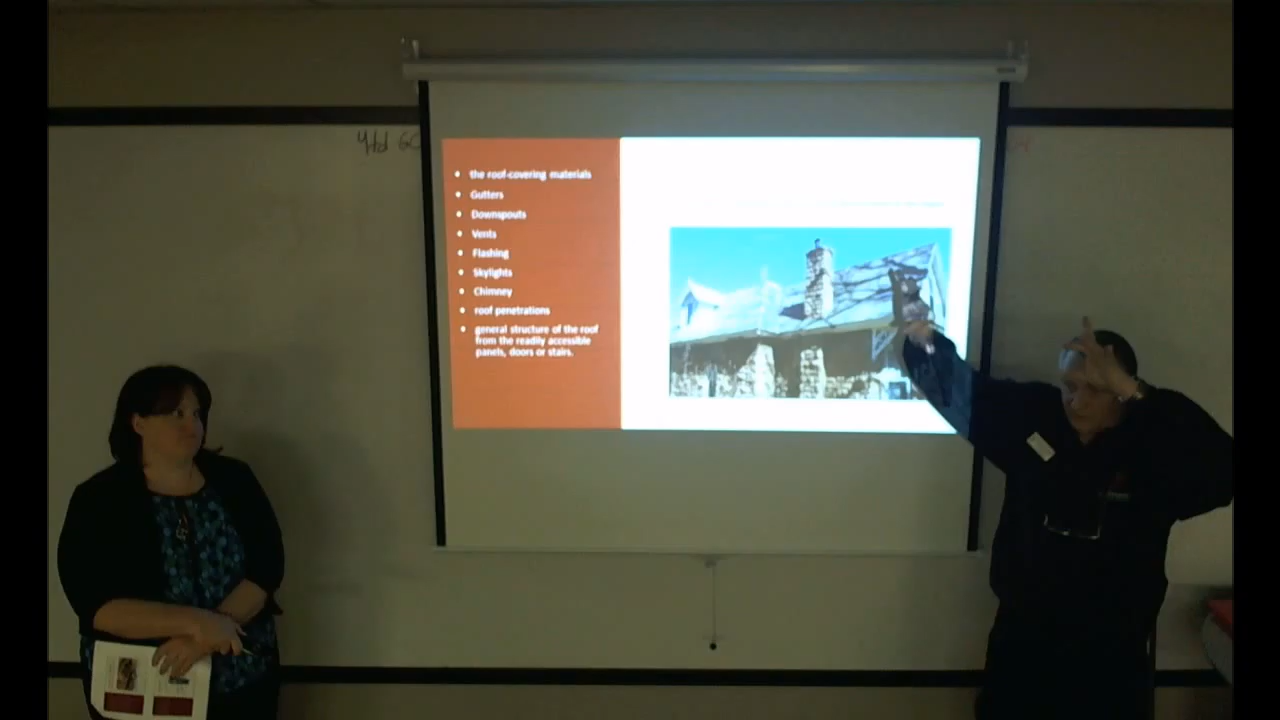 the roof-covering materials
Gutters
Downspouts
Vents
Flashing
Skylights
Chimney
roof penetrations
general structure of the roof
from the readily accessible
panels, doors or stairs.